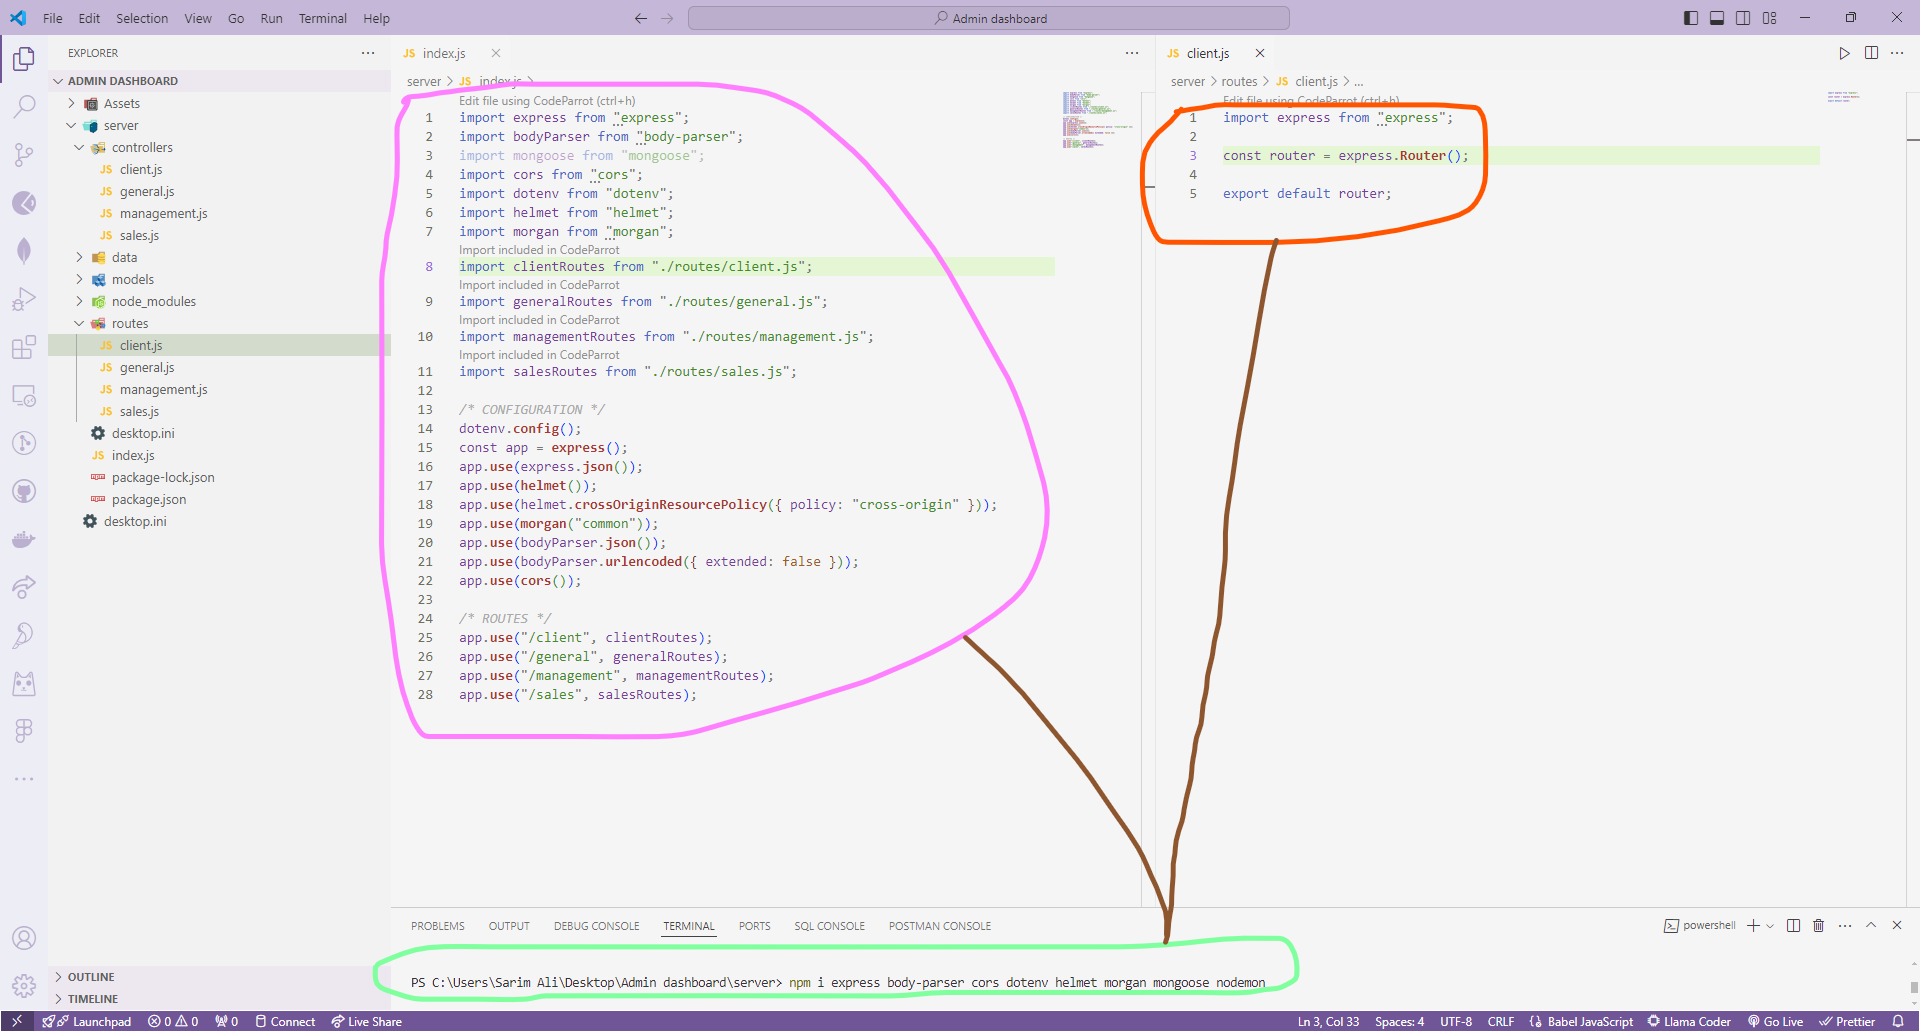 File Edit Selection View Go Run Terminal Help
Admin dashboard
EXPLORER
ADMIN DASHBOARD
Assets
server
controllers
client.js
general.js
management.js
sales.js
data
models
node_modules
routes
client.js
general.js
management.js
sales.js
desktop.ini
index.js
package-lock.json
package.json
desktop.ini
OUTLINE
TIMELINE
JS index.js
server > JS index.js >
Edit file using CodeParrot (ctrl+h)
1 import express from "express";
2 import bodyParser from "body-parser";
3 import mongoose from "mongoose";
4 import cors from "cors";
5 import dotenv from "dotenv";
6 import helmet from "helmet";
7 import morgan from "morgan";
Import included in CodeParrot
8 import clientRoutes from "./routes/client.js";
Import included in CodeParrot
9 import generalRoutes from "./routes/general.js";
Import included in CodeParrot
10 import managementRoutes from "./routes/management.js";
Import included in CodeParrot
11 import salesRoutes from "./routes/sales.js";
12
13 /* CONFIGURATION */
14 dotenv.config();
15 const app = express();
16 app.use(express.json());
17 app.use(helmet());
18 app.use(helmet.crossOriginResourcePolicy({ policy: "cross-origin" }));
19 app.use(morgan("common"));
20 app.use(bodyParser.json());
21 app.use(bodyParser.urlencoded({ extended: false }));
22 app.use(cors());
23
24 /* ROUTES */
25 app.use("/client", clientRoutes);
26 app.use("/general", generalRoutes);
27 app.use("/management", managementRoutes);
28 app.use("/sales", salesRoutes);
JS client.js
server > routes > JS client.js > ...
Edit file using CodeParrot (ctrl+h)
1 import express from "express";
2
3 const router = express.Router();
4
5 export default router;
PROBLEMS OUTPUT DEBUG CONSOLE TERMINAL PORTS SQL CONSOLE POSTMAN CONSOLE
powershell
PS C:\Users\Sarim Ali\Desktop\Admin dashboard\server> npm i express body-parser cors dotenv helmet morgan mongoose nodemon
Launchpad 0 0 0 Connect Live Share
Ln 3, Col 33 Spaces: 4 UTF-8 CRLF Babel JavaScript Llama Coder Go Live Prettier